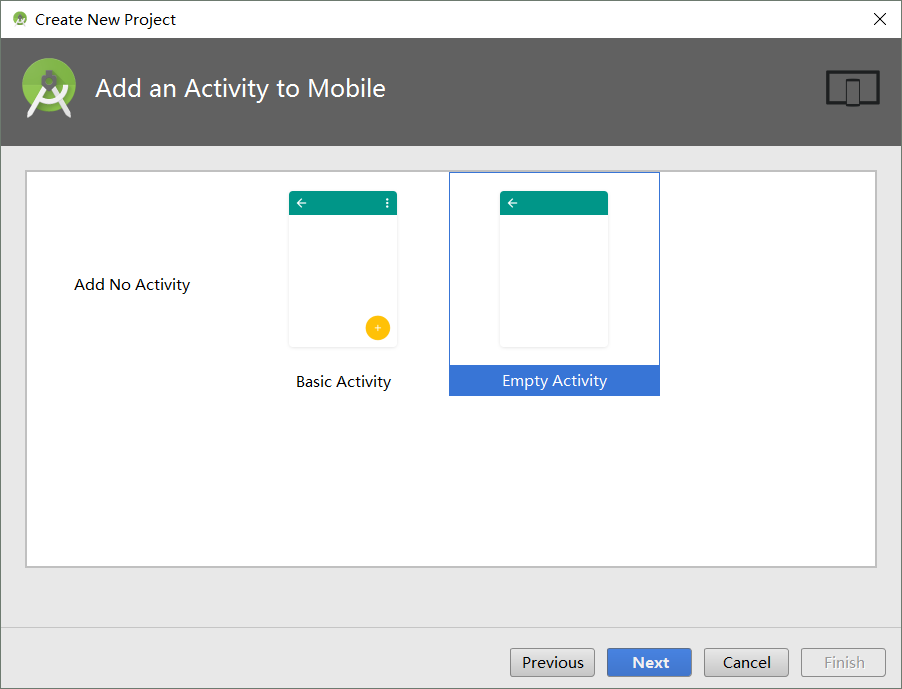 Create New Project
Add an Activity to Mobile
Add No Activity
Basic Activity
Empty Activity
Previous
Next
Cancel
Finish